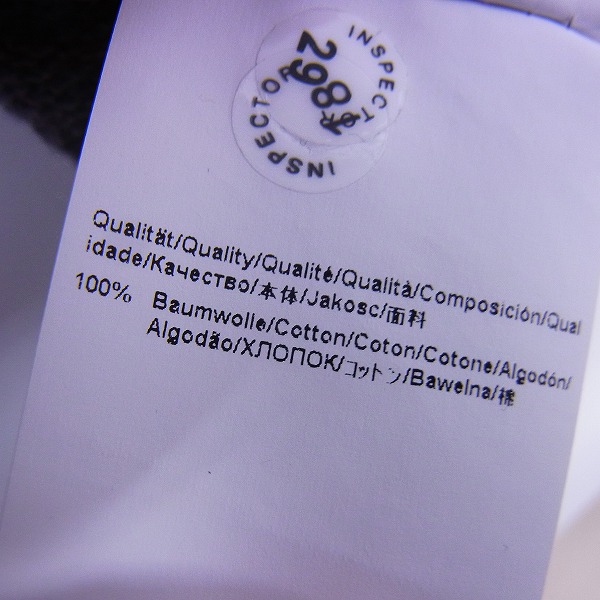 INSPECTOR
INSPECTOR
Qualität/Quality/Qualité/Qualità/Composición/Qual
idade/Качество/本体/Jakosc/面料
100% Baumwolle/Cotton/Coton/Cotone/Algodón/
Algodão/ХЛОПОК/コットン/Bawelna/棉